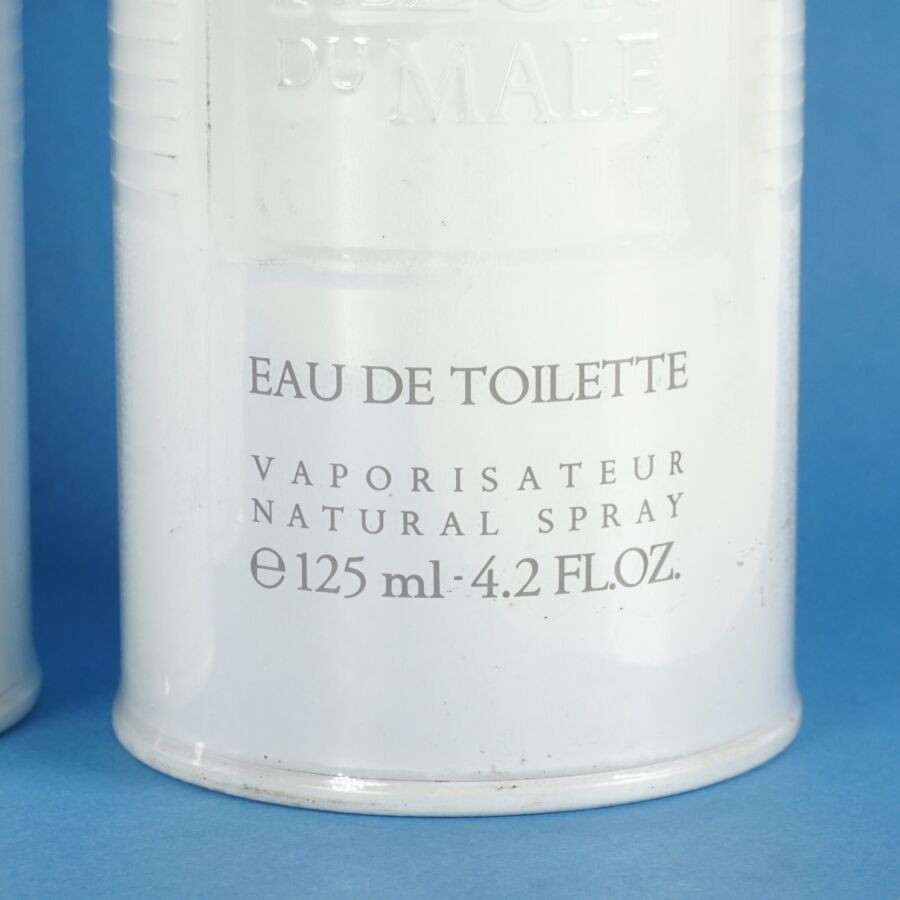 DU MALE
EAU DE TOILETTE
VAPORISATEUR
NATURAL SPRAY
℮ 125 ml - 4.2 FL.OZ.